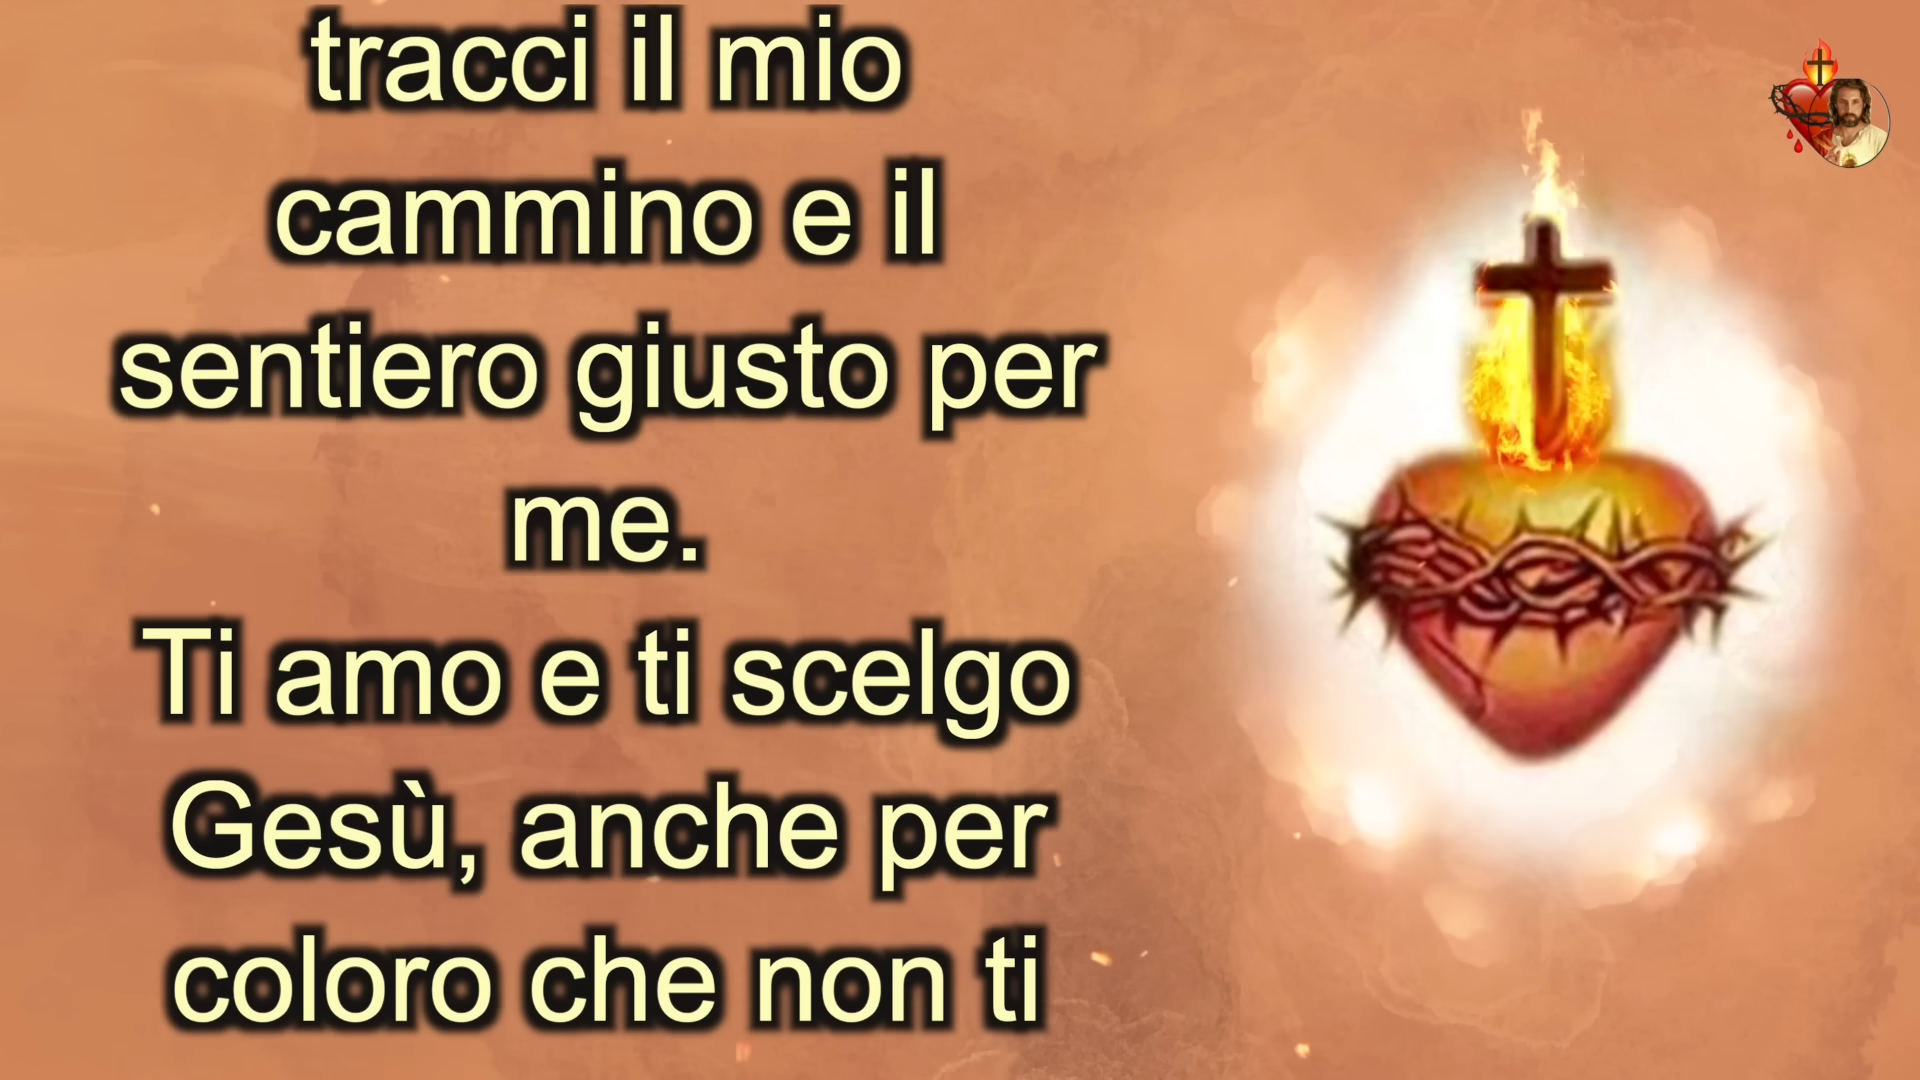 tracci il mio
cammino e il
sentiero giusto per
me.
Ti amo e ti scelgo
Gesù, anche per
coloro che non ti